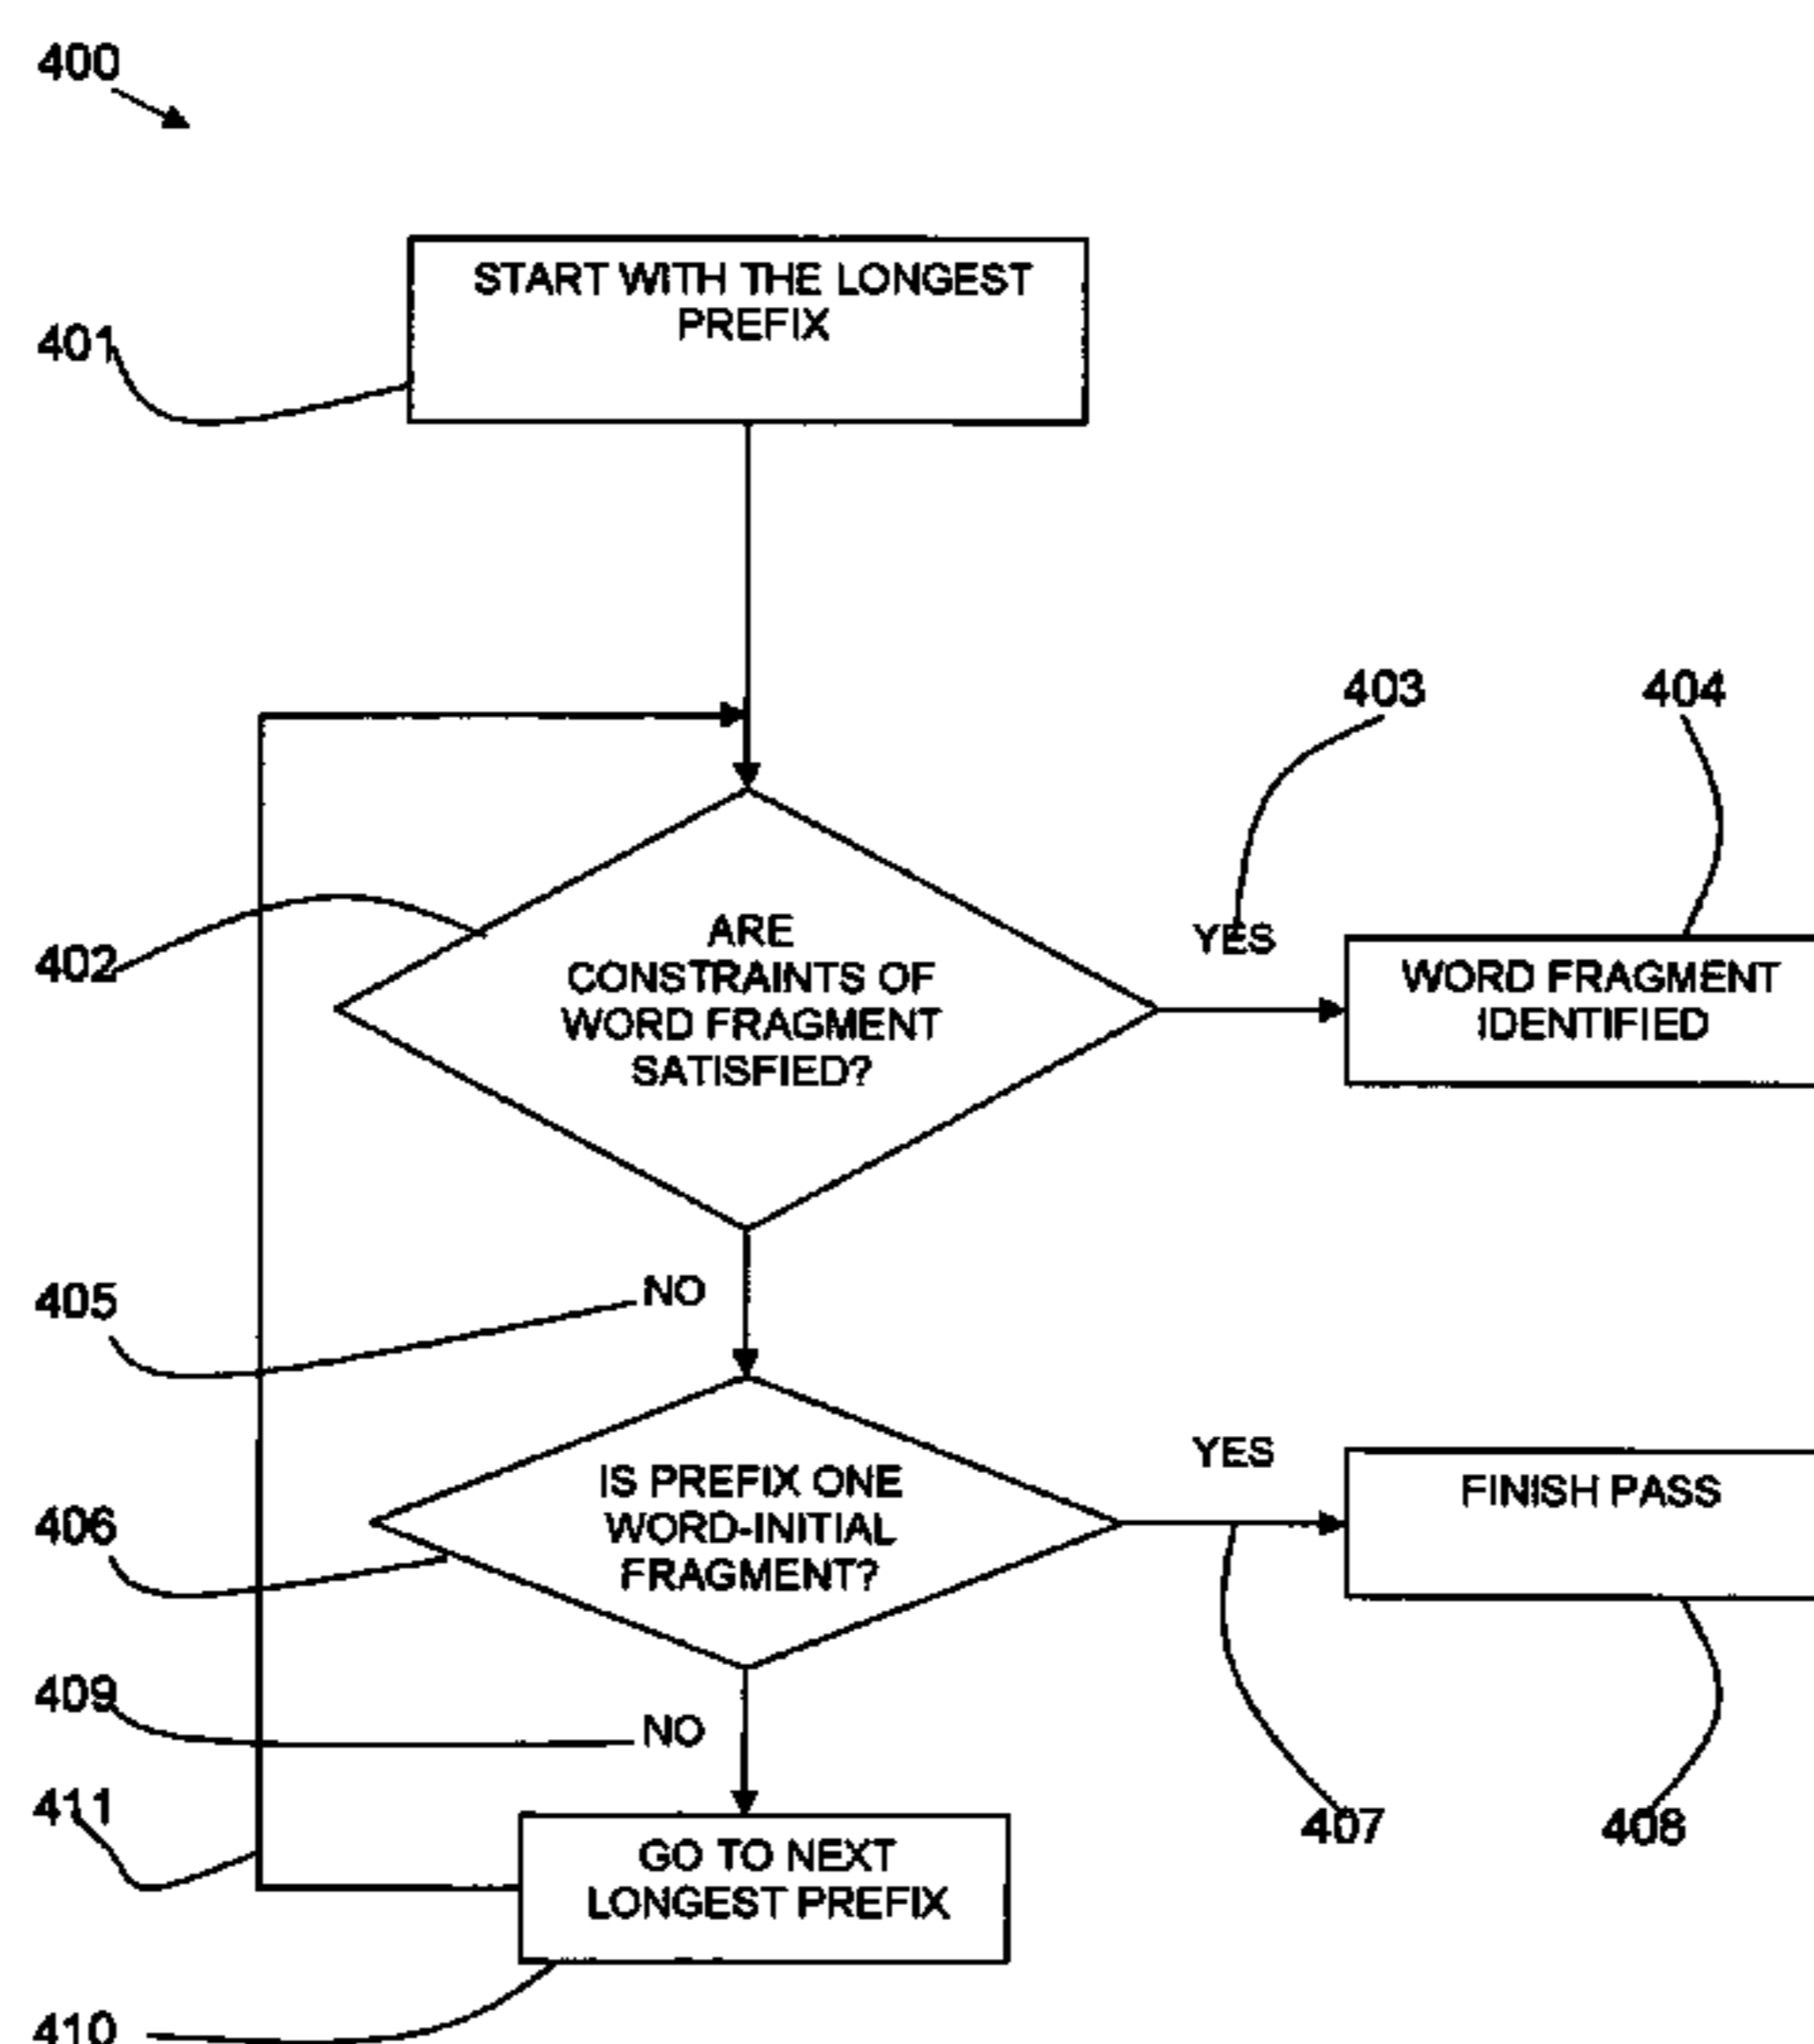 400
START WITH THE LONGEST
PREFIX
401
403
404
ARE
CONSTRAINTS OF
WORD FRAGMENT
SATISFIED?
402
YES
WORD FRAGMENT
IDENTIFIED
405
NO
406
IS PREFIX ONE
WORD-INITIAL
FRAGMENT?
YES
FINISH PASS
409
NO
411
407
408
GO TO NEXT
LONGEST PREFIX
410